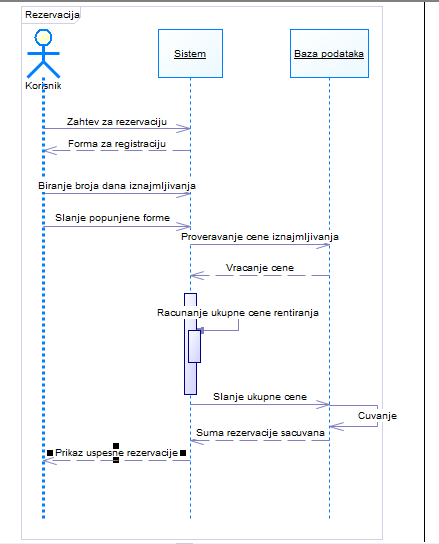 Rezervacija
Sistem
Baza podataka
Korisnik
Zahtev za rezervaciju
Forma za registraciju
Biranje broja dana iznajmljivanja
Slanje popunjene forme
Proveravanje cene iznajmljivanja
Vracanje cene
Racunanje ukupne cene rentiranja
Slanje ukupne cene
Cuvanje
Suma rezervacije sacuvana
Prikaz uspesne rezervacije